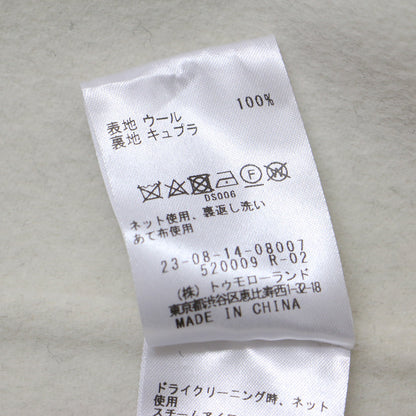 表地 ウール 100%
裏地 キュプラ
DS006
ネット使用、裏返し洗い
あて布使用
23-08-14-08007
520009 R-02
(株)トゥモローランド
東京都渋谷区恵比寿西1-32-18
MADE IN CHINA
ドライクリーニング時、ネット
使用